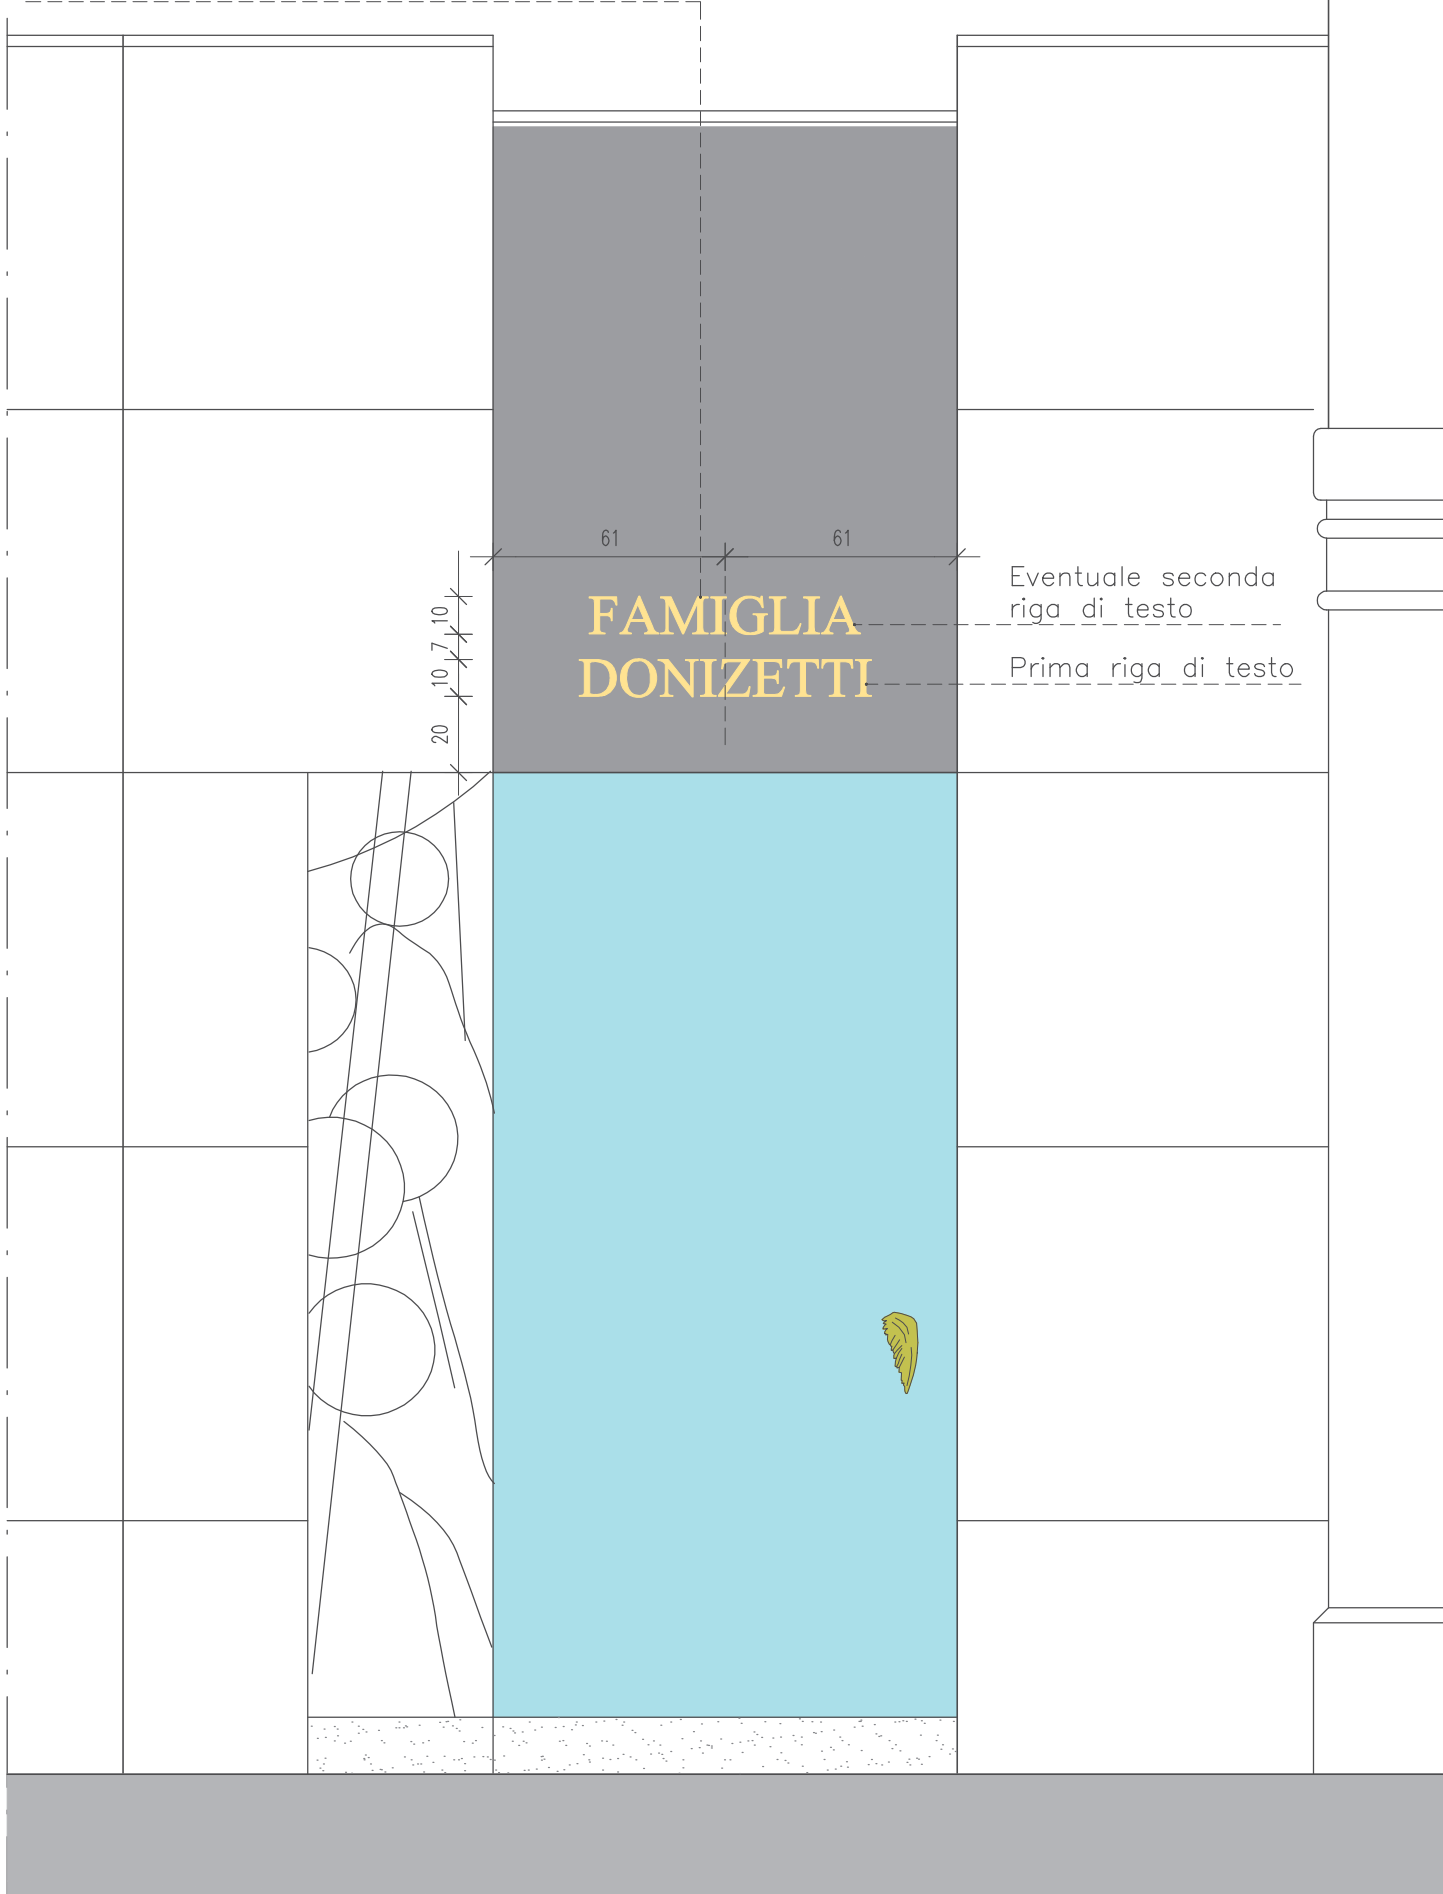 61 61
Eventuale seconda
riga di testo
10
FAMIGLIA
7
Prima riga di testo
10
DONIZETTI
20